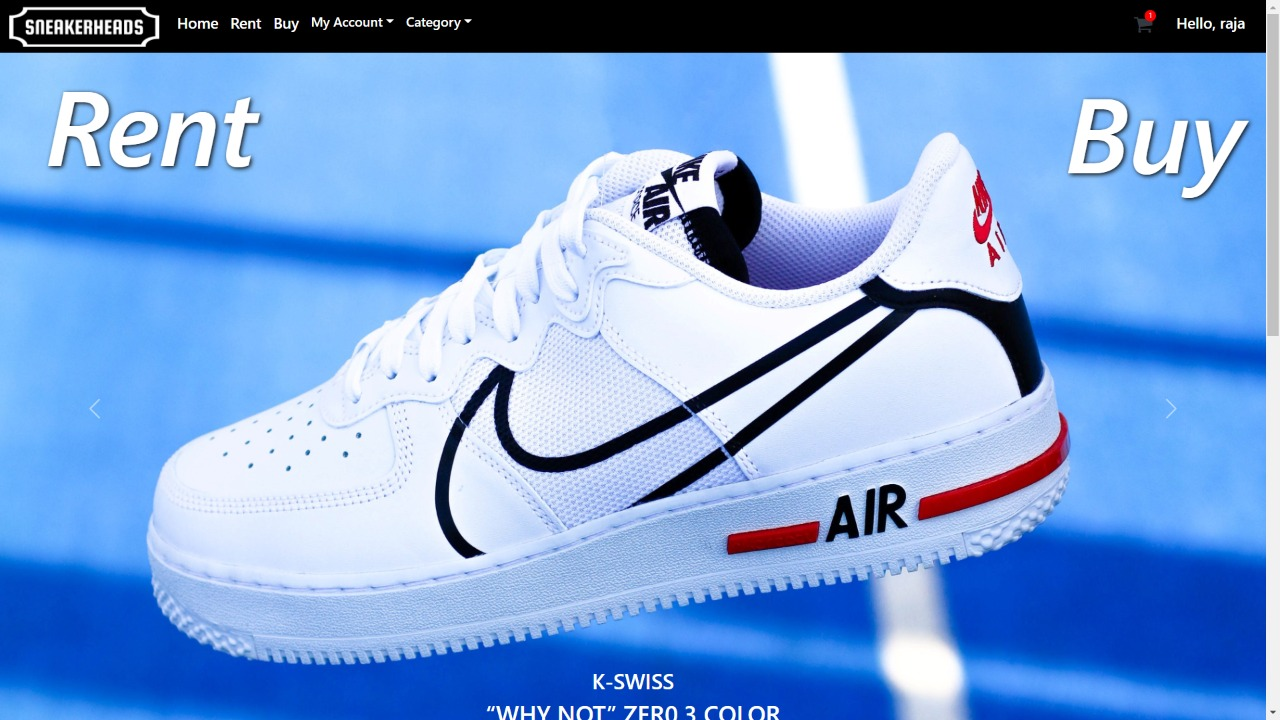 SNEAKERHEADS Home Rent Buy My Account Category 1 Hello, raja
Rent
Buy
NIKE
AIR
AIR
AIR
K-SWISS
“WHY NOT” ZER0.3 COLOR